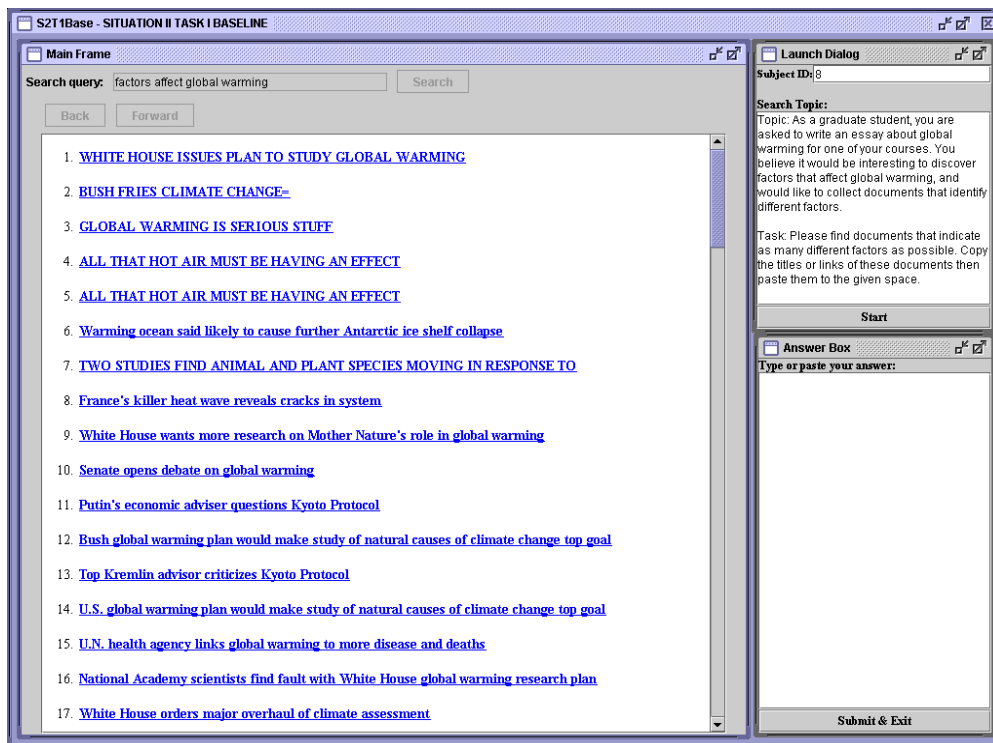 S2T1Base - SITUATION II TASK I BASELINE
Main Frame
Search query: factors affect global warming Search
Back Forward
1. WHITE HOUSE ISSUES PLAN TO STUDY GLOBAL WARMING
2. BUSH FRIES CLIMATE CHANGE=
3. GLOBAL WARMING IS SERIOUS STUFF
4. ALL THAT HOT AIR MUST BE HAVING AN EFFECT
5. ALL THAT HOT AIR MUST BE HAVING AN EFFECT
6. Warming ocean said likely to cause further Antarctic ice shelf collapse
7. TWO STUDIES FIND ANIMAL AND PLANT SPECIES MOVING IN RESPONSE TO
8. France's killer heat wave reveals cracks in system
9. White House wants more research on Mother Nature's role in global warming
10. Senate opens debate on global warming
11. Putin's economic adviser questions Kyoto Protocol
12. Bush global warming plan would make study of natural causes of climate change top goal
13. Top Kremlin advisor criticizes Kyoto Protocol
14. U.S. global warming plan would make study of natural causes of climate change top goal
15. U.N. health agency links global warming to more disease and deaths
16. National Academy scientists find fault with White House global warming research plan
17. White House orders major overhaul of climate assessment
Launch Dialog
Subject ID: 8
Search Topic:
Topic: As a graduate student, you are
asked to write an essay about global
warming for one of your courses. You
believe it would be interesting to discover
factors that affect global warming, and
would like to collect documents that identify
different factors.
Task: Please find documents that indicate
as many different factors as possible. Copy
the titles or links of these documents then
paste them to the given space.
Start
Answer Box
Type or paste your answer:
Submit & Exit